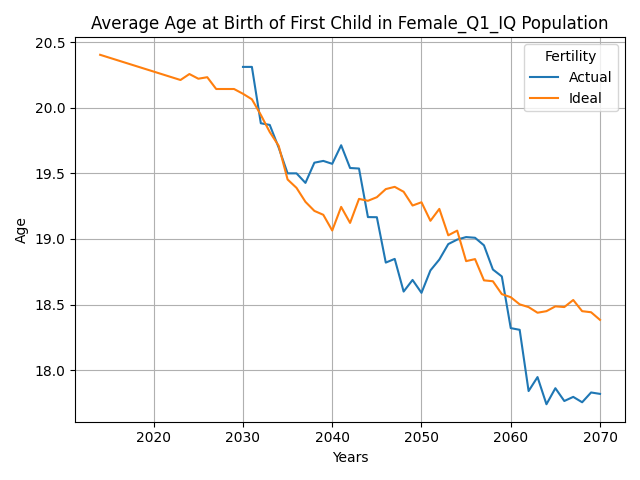 Average Age at Birth of First Child in Female_Q1_IQ Population
Fertility
Actual
Ideal
20.5
20.0
19.5
19.0
18.5
18.0
Age
2020
2030
2040
2050
2060
2070
Years